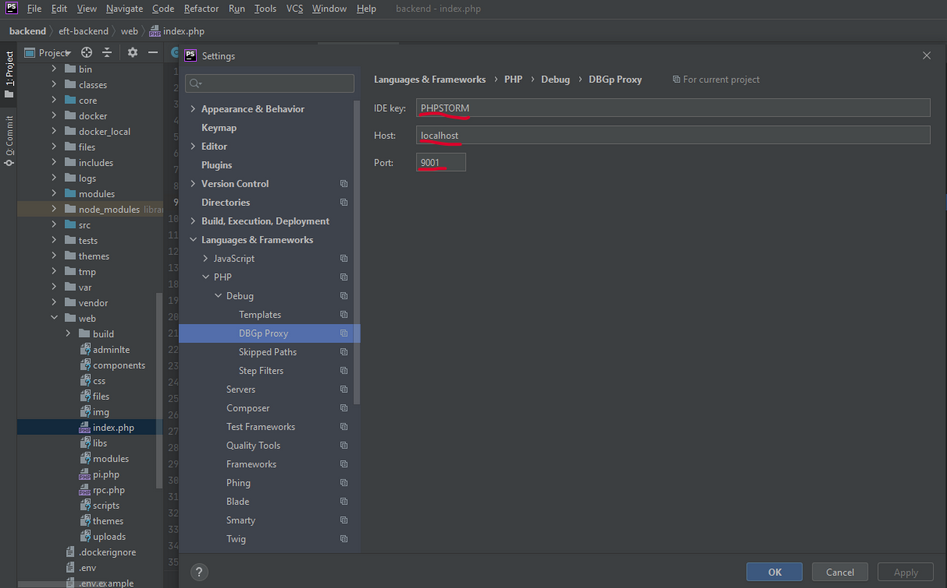 PS File Edit View Navigate Code Refactor Run Tools VCS Window Help backend - index.php
backend eft-backend web index.php
1: Project
Project
0: Commit
bin
classes
core
docker
docker_local
files
includes
logs
modules
node_modules
src
tests
themes
tmp
var
vendor
web
build
adminlte
components
css
files
img
index.php
libs
modules
pi.php
rpc.php
scripts
themes
uploads
.dockerignore
.env
.env.example
PS Settings
Appearance & Behavior
Keymap
Editor
Plugins
Version Control
Directories
Build, Execution, Deployment
Languages & Frameworks
JavaScript
PHP
Debug
Templates
DBGp Proxy
Skipped Paths
Step Filters
Servers
Composer
Test Frameworks
Quality Tools
Frameworks
Phing
Blade
Smarty
Twig
Languages & Frameworks › PHP › Debug › DBGp Proxy For current project
IDE key: PHPSTORM
Host: localhost
Port: 9001
? OK Cancel Apply